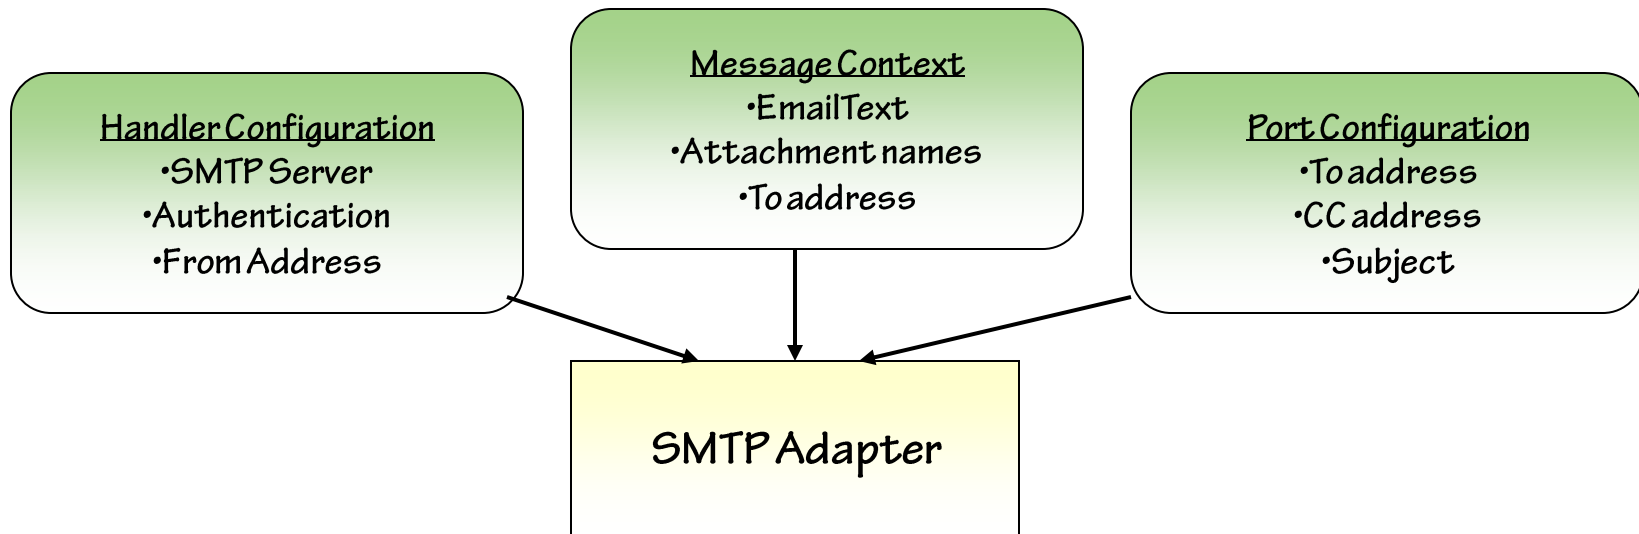 Handler Configuration
•SMTP Server
•Authentication
•From Address
Message Context
•EmailText
•Attachment names
•To address
Port Configuration
•To address
•CC address
•Subject
SMTP Adapter